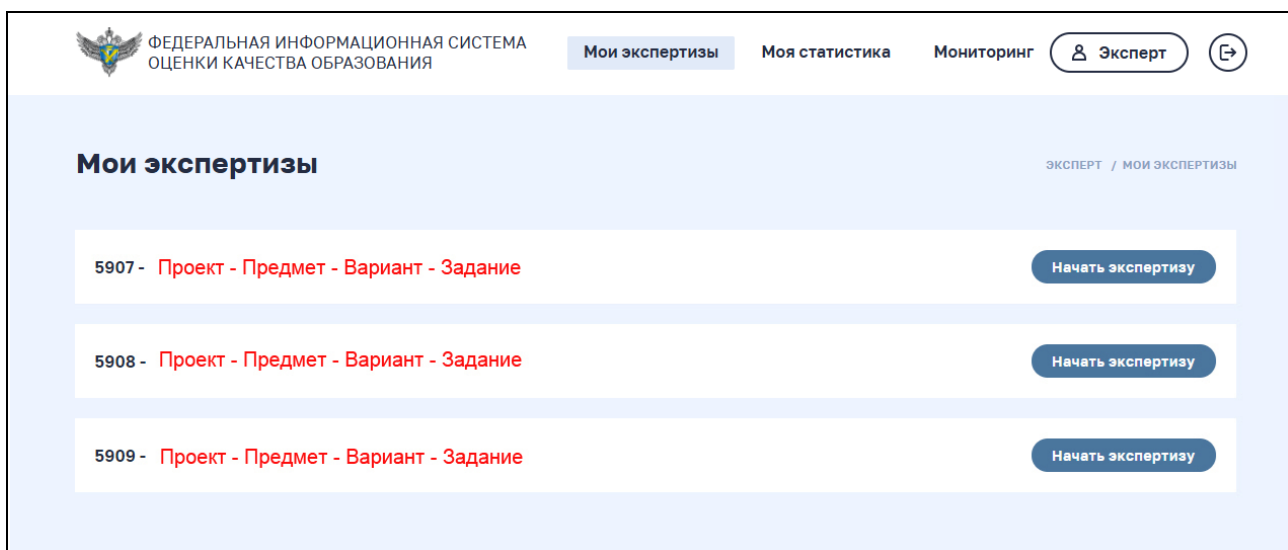 ФЕДЕРАЛЬНАЯ ИНФОРМАЦИОННАЯ СИСТЕМА
ОЦЕНКИ КАЧЕСТВА ОБРАЗОВАНИЯ
Мои экспертизы Моя статистика Мониторинг Эксперт
Мои экспертизы
ЭКСПЕРТ / МОИ ЭКСПЕРТИЗЫ
5907 - Проект - Предмет - Вариант - Задание Начать экспертизу
5908 - Проект - Предмет - Вариант - Задание Начать экспертизу
5909 - Проект - Предмет - Вариант - Задание Начать экспертизу